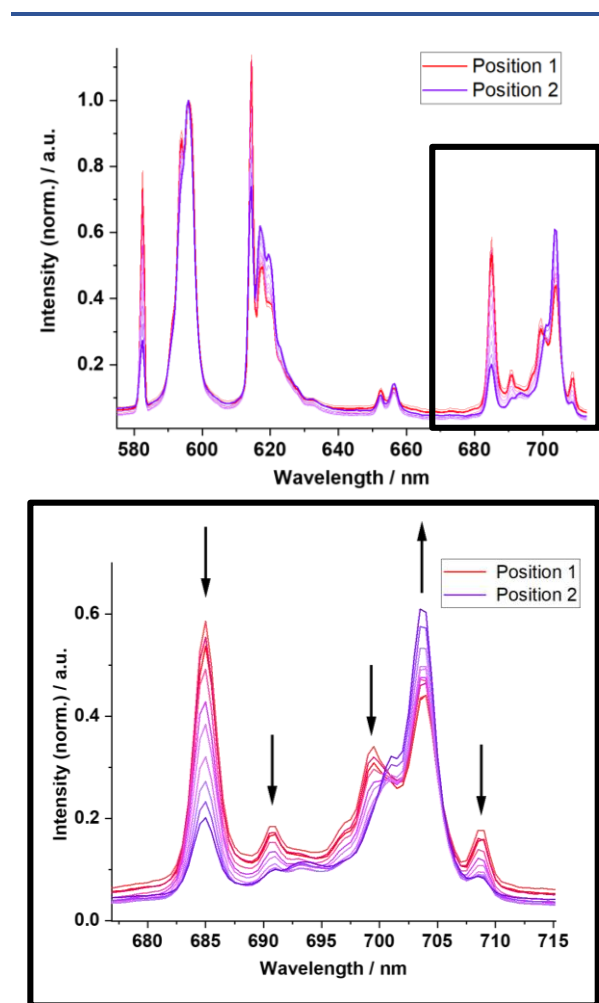 Position 1
Position 2
1.0
0.8
0.6
0.4
0.2
Intensity (norm.) / a.u.
580 600 620 640 660 680 700
Wavelength / nm
Position 1
Position 2
0.6
0.4
0.2
0.0
Intensity (norm.) / a.u.
680 685 690 695 700 705 710 715
Wavelength / nm